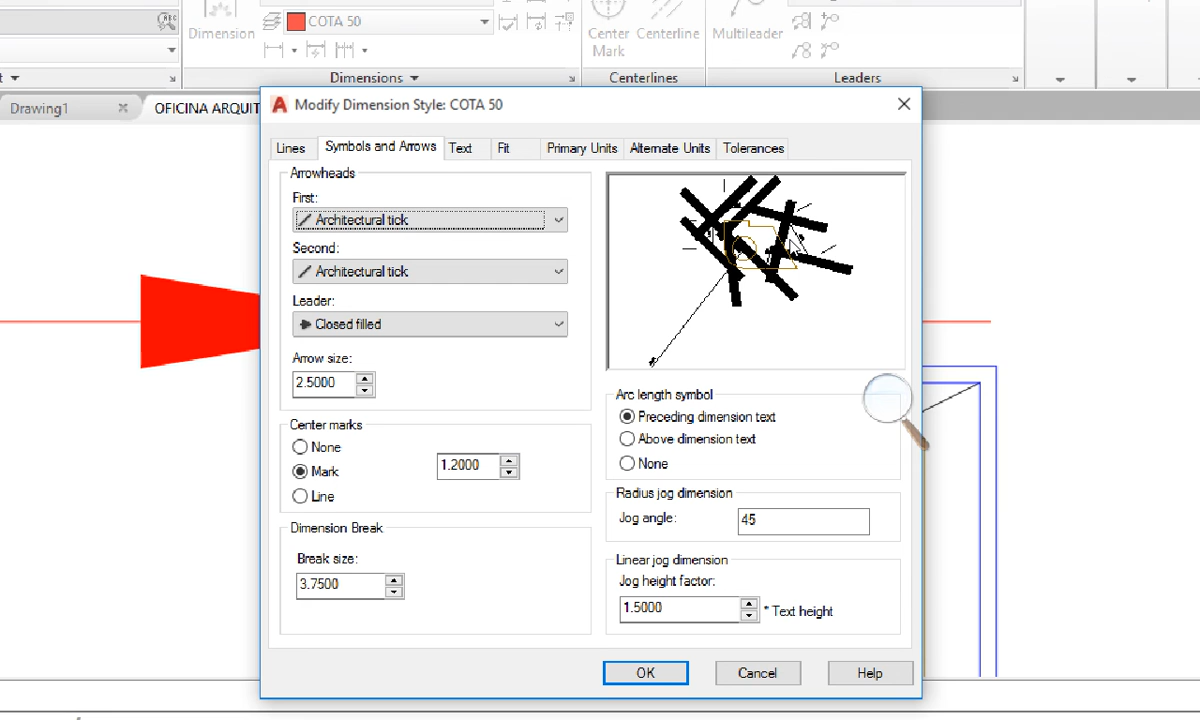 ABC
COTA 50
Dimension
Center
Mark
Centerline
Multileader
Dimensions
Centerlines
Leaders
Drawing1
OFICINA ARQUIT
Modify Dimension Style: COTA 50
Lines
Symbols and Arrows
Text
Fit
Primary Units
Alternate Units
Tolerances
Arrowheads
First:
Architectural tick
Second:
Architectural tick
Leader:
Closed filled
Arrow size:
2.5000
Center marks
None
Mark
Line
1.2000
Dimension Break
Break size:
3.7500
Arc length symbol
Preceding dimension text
Above dimension text
None
Radius jog dimension
Jog angle:
45
Linear jog dimension
Jog height factor:
1.5000
* Text height
OK
Cancel
Help